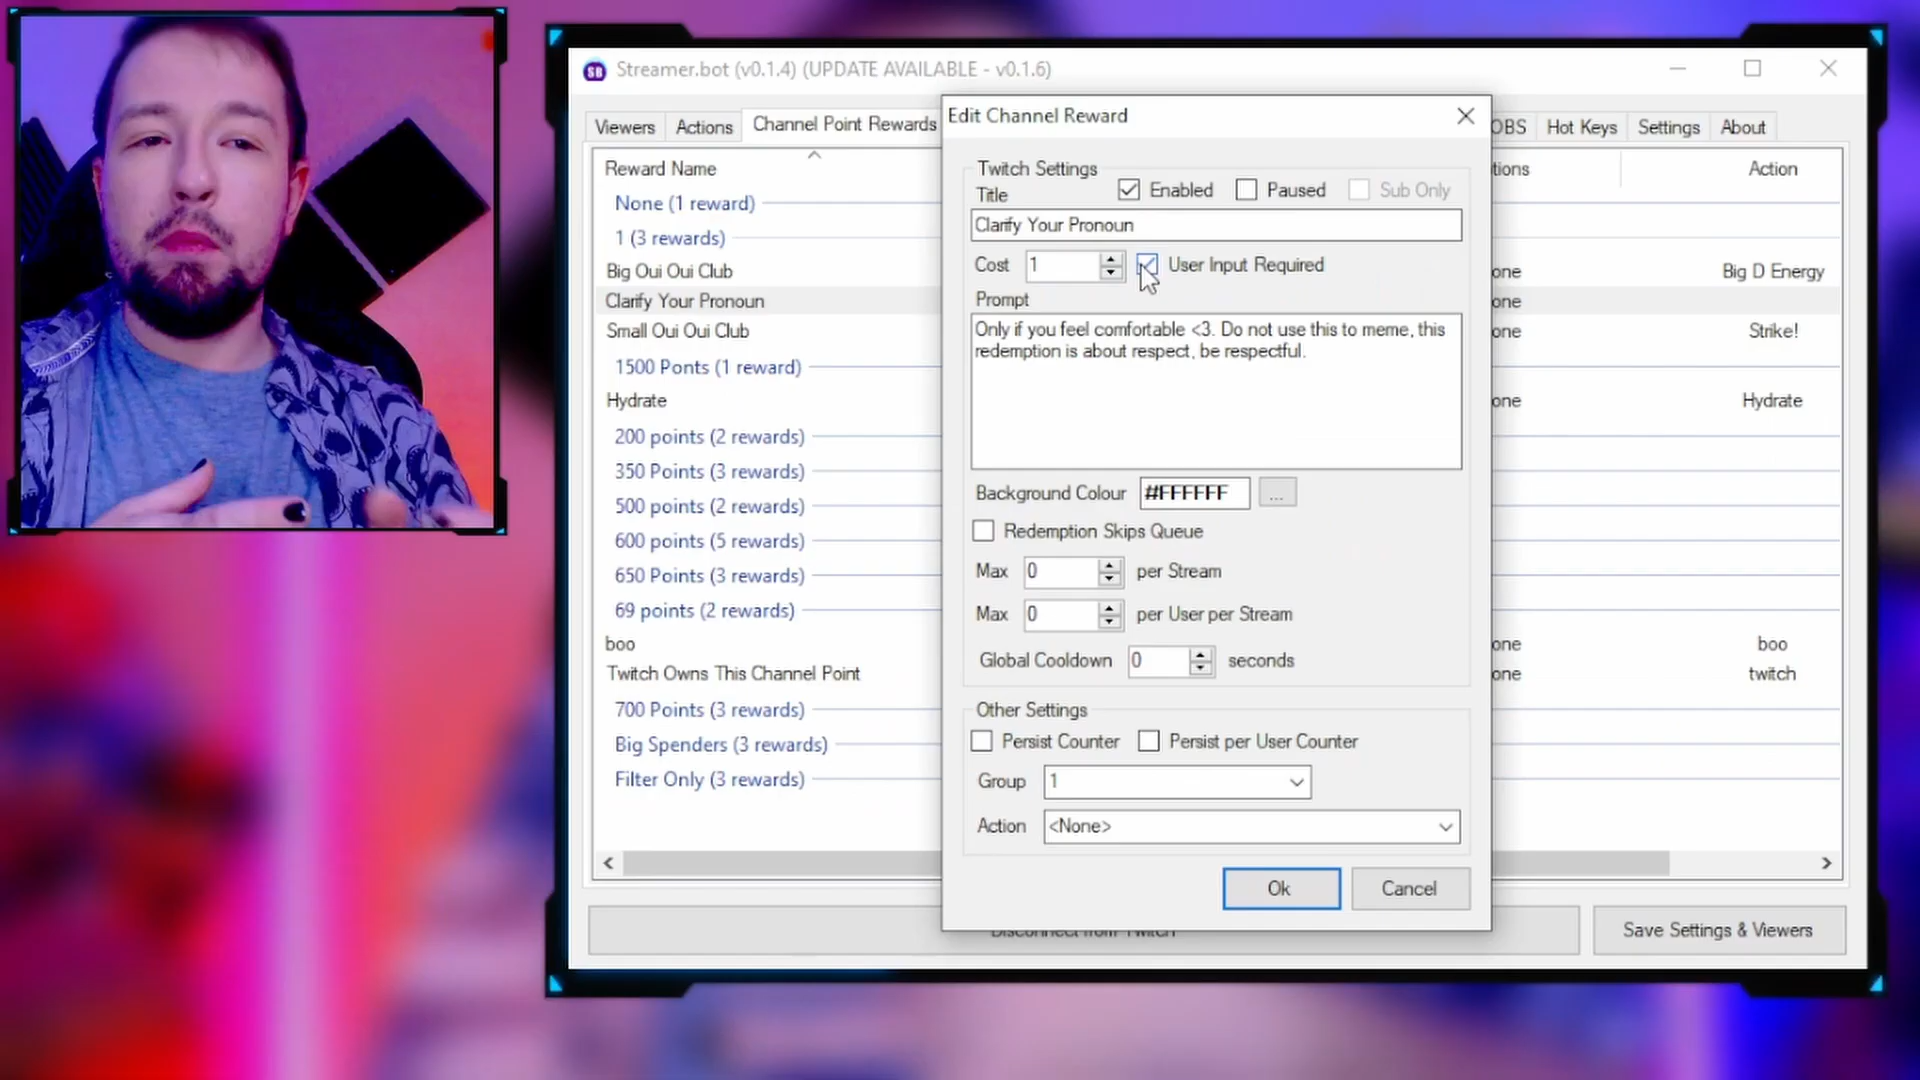 SB Streamer.bot (v0.1.4) (UPDATE AVAILABLE - v0.1.6)
Viewers Actions Channel Point Rewards OBS Hot Keys Settings About
Reward Name Action
None (1 reward)
1 (3 rewards)
Big Oui Oui Club one Big D Energy
Clarify Your Pronoun one
Small Oui Oui Club one Strike!
1500 Ponts (1 reward)
Hydrate one Hydrate
200 points (2 rewards)
350 Points (3 rewards)
500 points (2 rewards)
600 points (5 rewards)
650 Points (3 rewards)
69 points (2 rewards)
boo one boo
Twitch Owns This Channel Point one twitch
700 Points (3 rewards)
Big Spenders (3 rewards)
Filter Only (3 rewards)
Save Settings & Viewers
Edit Channel Reward
Twitch Settings
Title Enabled Paused Sub Only
Clarify Your Pronoun
Cost 1 User Input Required
Prompt
Only if you feel comfortable <3. Do not use this to meme, this
redemption is about respect, be respectful.
Background Colour #FFFFFF ...
Redemption Skips Queue
Max 0 per Stream
Max 0 per User per Stream
Global Cooldown 0 seconds
Other Settings
Persist Counter Persist per User Counter
Group 1
Action <None>
Ok Cancel